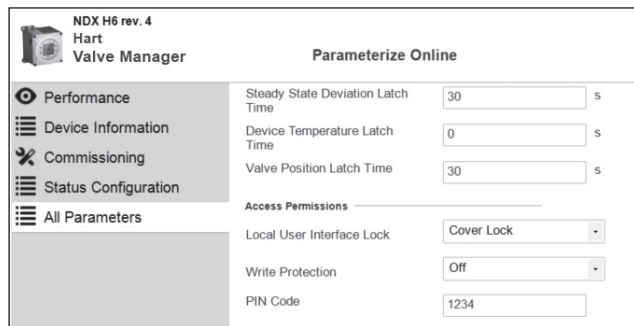 NDX H6 rev. 4
Hart
Valve Manager
Parameterize Online
Performance
Device Information
Commissioning
Status Configuration
All Parameters
Steady State Deviation Latch
Time
30 s
Device Temperature Latch
Time
0 s
Valve Position Latch Time
30 s
Access Permissions
Local User Interface Lock
Cover Lock
Write Protection
Off
PIN Code
1234